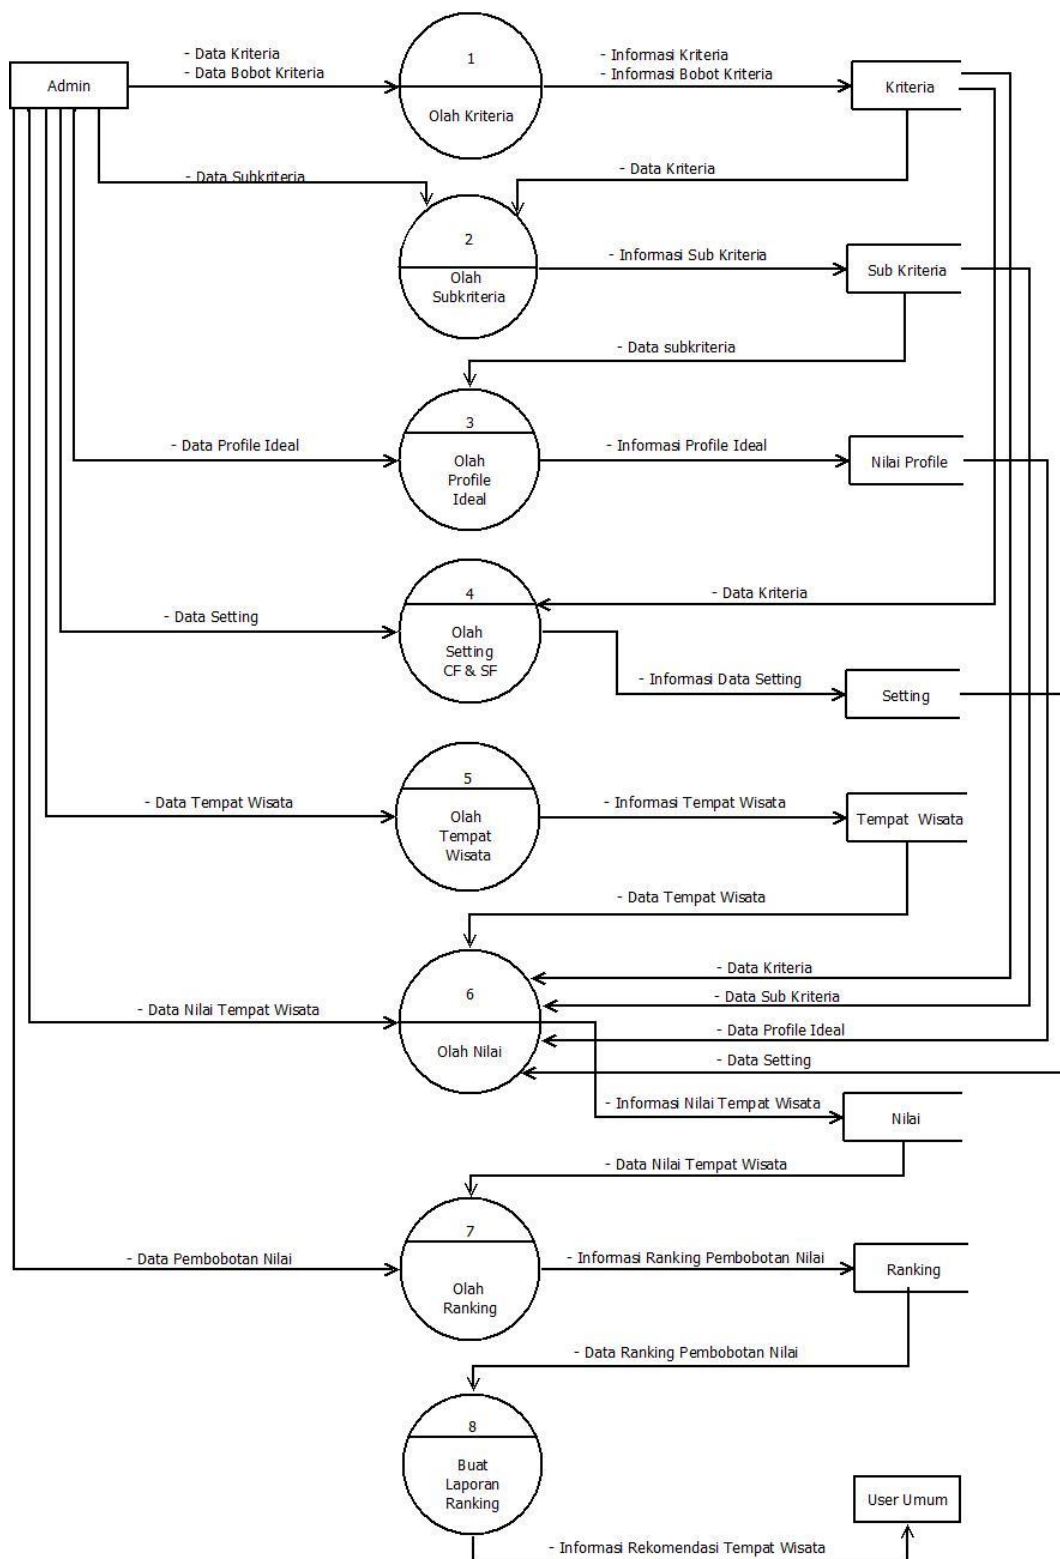 - Data Kriteria
- Data Bobot Kriteria
1
- Informasi Kriteria
- Informasi Bobot Kriteria
Admin
Olah Kriteria
Kriteria
- Data Subkriteria
- Data Kriteria
2
Olah
Subkriteria
- Informasi Sub Kriteria
Sub Kriteria
- Data subkriteria
3
- Data Profile Ideal
Olah
Profile
Ideal
- Informasi Profile Ideal
Nilai Profile
4
- Data Kriteria
- Data Setting
Olah
Setting
CF & SF
- Informasi Data Setting
Setting
5
- Data Tempat Wisata
Olah
Tempat
Wisata
- Informasi Tempat Wisata
Tempat Wisata
- Data Tempat Wisata
- Data Kriteria
6
- Data Sub Kriteria
- Data Nilai Tempat Wisata
- Data Profile Ideal
Olah Nilai
- Data Setting
- Informasi Nilai Tempat Wisata
Nilai
- Data Nilai Tempat Wisata
7
- Data Pembobotan Nilai
Olah
Ranking
- Informasi Ranking Pembobotan Nilai
Ranking
- Data Ranking Pembobotan Nilai
8
Buat
Laporan
Ranking
User Umum
- Informasi Rekomendasi Tempat Wisata